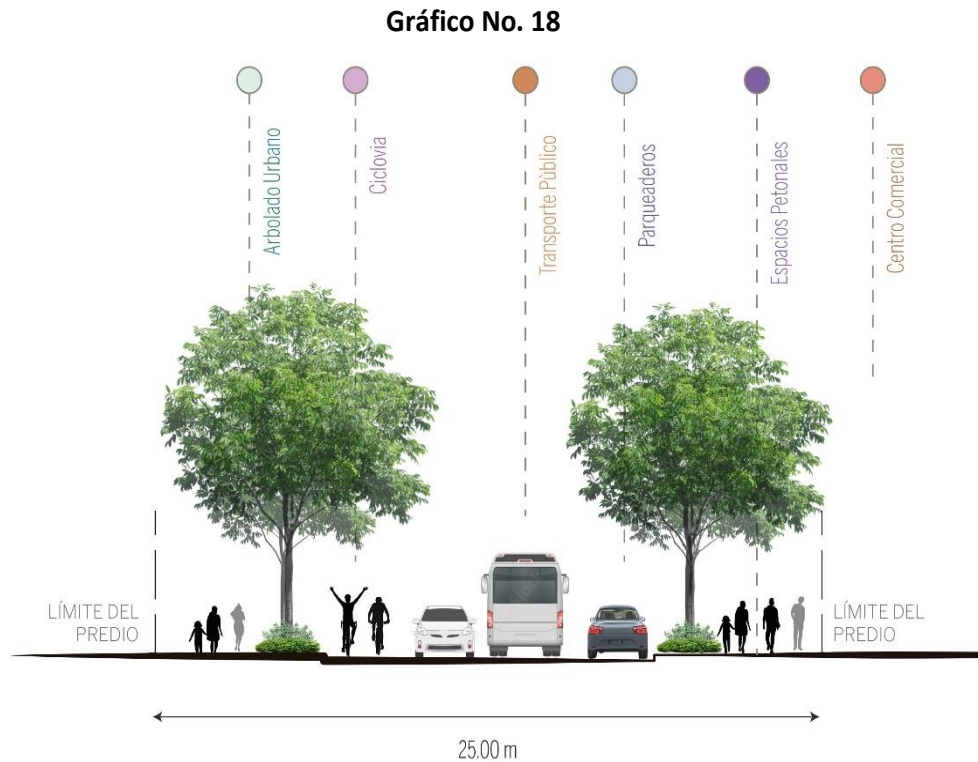 Gráfico No. 18
Arbolado Urbano
Ciclovia
Transporte Pùblico
Parqueaderos
Espacios Petonales
Centro Comercial
LÍMITE DEL
PREDIO
LÍMITE DEL
PREDIO
25.00 m